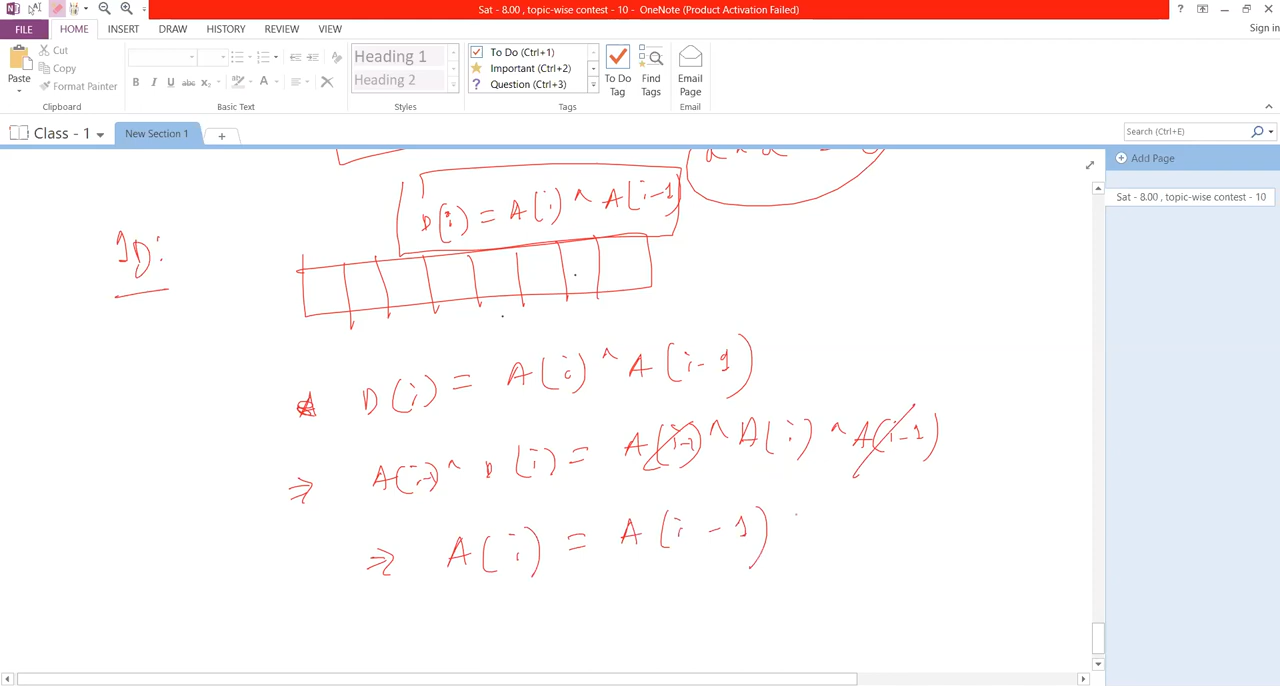 Sat - 8.00 , topic-wise contest - 10 - OneNote (Product Activation Failed)
FILE HOME INSERT DRAW HISTORY REVIEW VIEW
Sign in
Paste
Cut
Copy
Format Painter
Clipboard
B I U abc X₂ A
Basic Text
Heading 1
Heading 2
Styles
To Do (Ctrl+1)
Important (Ctrl+2)
Question (Ctrl+3)
Tags
To Do Tag
Find Tags
Email Page
Email
Class - 1
New Section 1
Search (Ctrl+E)
Add Page
Sat - 8.00 , topic-wise contest - 10
D(i) = A(i) ^ A(i-1)
1D:
D(i) = A(i) ^ A(i-1)
⇒ A(i-1) ^ D(i) = A(i-1) ^ A(i) ^ A(i-1)
⇒ A(i) = A(i-1)